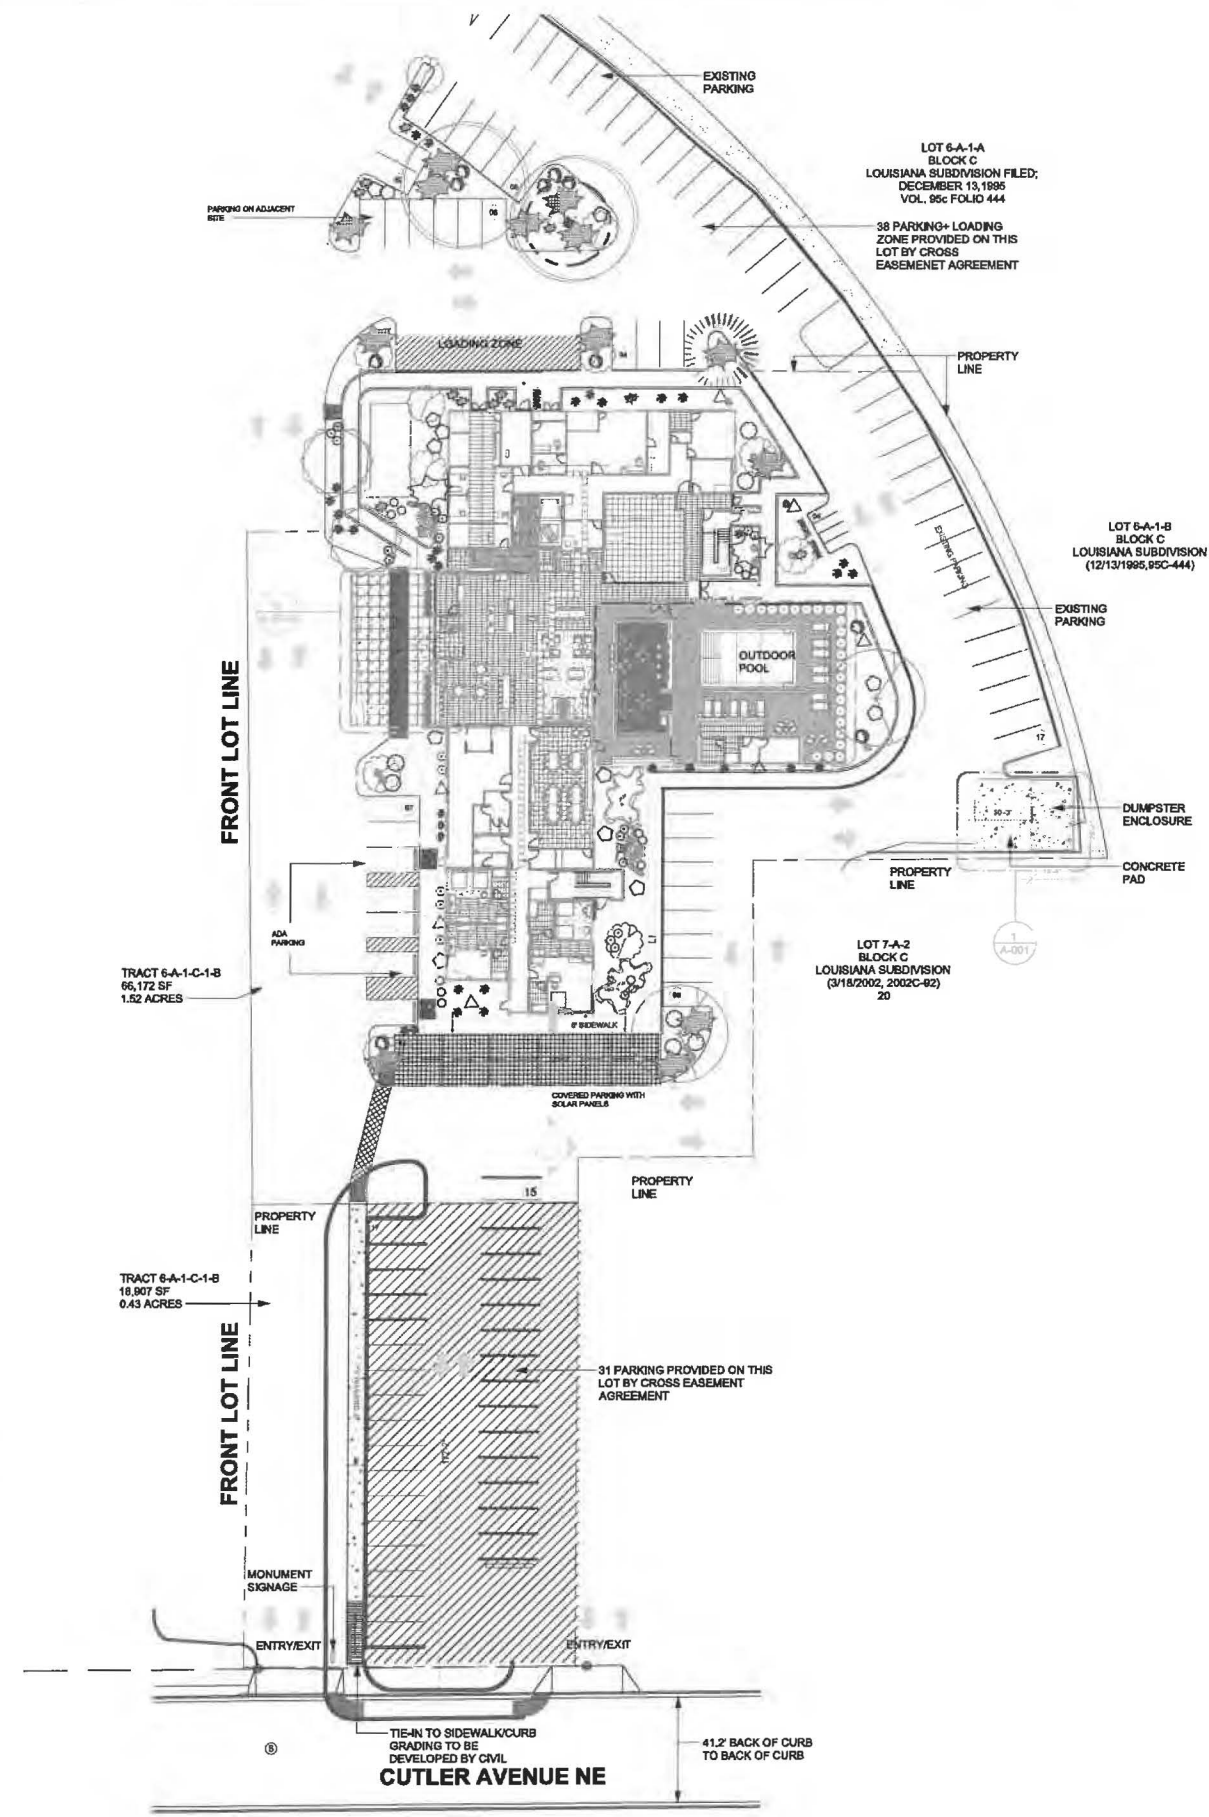 EXISTING
PARKING
LOT 6-A-1-A
BLOCK C
LOUISIANA SUBDIVISION FILED;
DECEMBER 13,1995
VOL. 95c FOLIO 444
PARKING ON ADJACENT
SITE
38 PARKING+ LOADING
ZONE PROVIDED ON THIS
LOT BY CROSS
EASEMENET AGREEMENT
LOADING ZONE
PROPERTY
LINE
LOT 6-A-1-B
BLOCK C
LOUISIANA SUBDIVISION
(12/13/1995,95C-444)
EXISTING PARKING
EXISTING
PARKING
OUTDOOR
POOL
FRONT LOT LINE
17
DUMPSTER
ENCLOSURE
CONCRETE
PAD
PROPERTY
LINE
1
A-001
ADA
PARKING
LOT 7-A-2
BLOCK C
LOUISIANA SUBDIVISION
(3/18/2002, 2002C-92)
20
TRACT 6-A-1-C-1-B
66,172 SF
1.52 ACRES
6' SIDEWALK
COVERED PARKING WITH
SOLAR PANELS
PROPERTY
LINE
15
PROPERTY
LINE
TRACT 6-A-1-C-1-B
18,907 SF
0.43 ACRES
FRONT LOT LINE
31 PARKING PROVIDED ON THIS
LOT BY CROSS EASEMENT
AGREEMENT
MONUMENT
SIGNAGE
ENTRY/EXIT
ENTRY/EXIT
TIE-IN TO SIDEWALK/CURB
GRADING TO BE
DEVELOPED BY CIVIL
41.2' BACK OF CURB
TO BACK OF CURB
CUTLER AVENUE NE